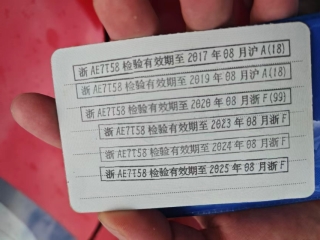 浙 AE7T58 检验有效期至 2017 年 08 月沪 A(18)
浙 AE7T58 检验有效期至 2019 年 08 月沪 A(18)
浙 AE7T58 检验有效期至 2020 年 08 月浙 F(99)
浙 AE7T58 检验有效期至 2023 年 08 月浙 F
浙 AE7T58 检验有效期至 2024 年 08 月浙 F
浙 AE7T58 检验有效期至 2025 年 08 月浙 F